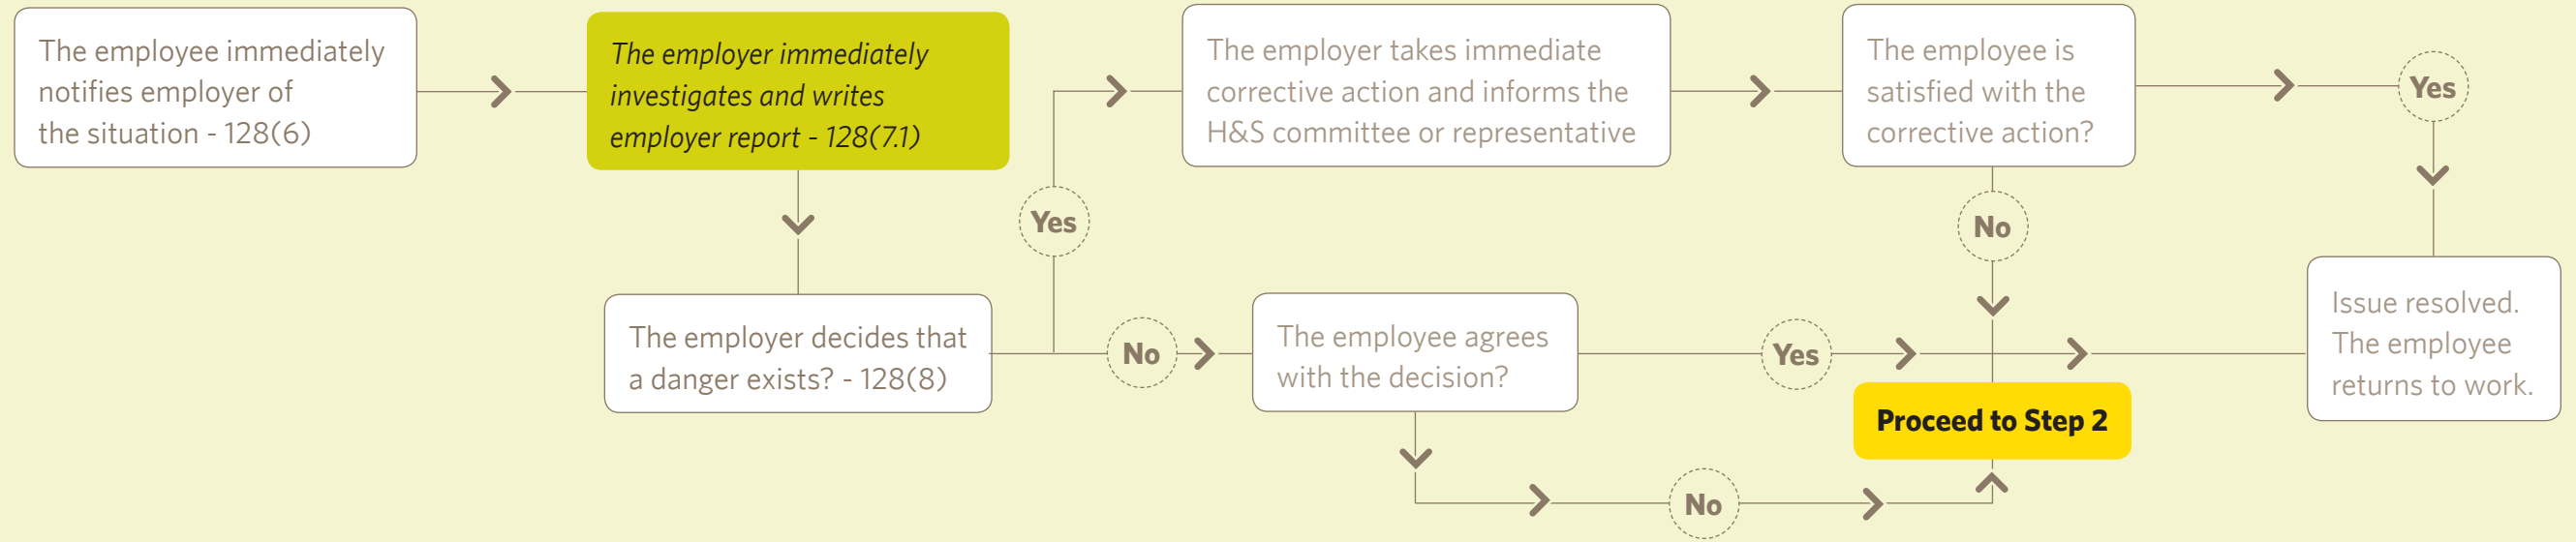 The employee immediately
notifies employer of
the situation - 128(6)
The employer immediately
investigates and writes
employer report - 128(7.1)
The employer decides that
a danger exists? - 128(8)
Yes
The employer takes immediate
corrective action and informs the
H&S committee or representative
The employee is
satisfied with the
corrective action?
Yes
No
No
The employee agrees
with the decision?
Yes
No
Proceed to Step 2
Issue resolved.
The employee
returns to work.